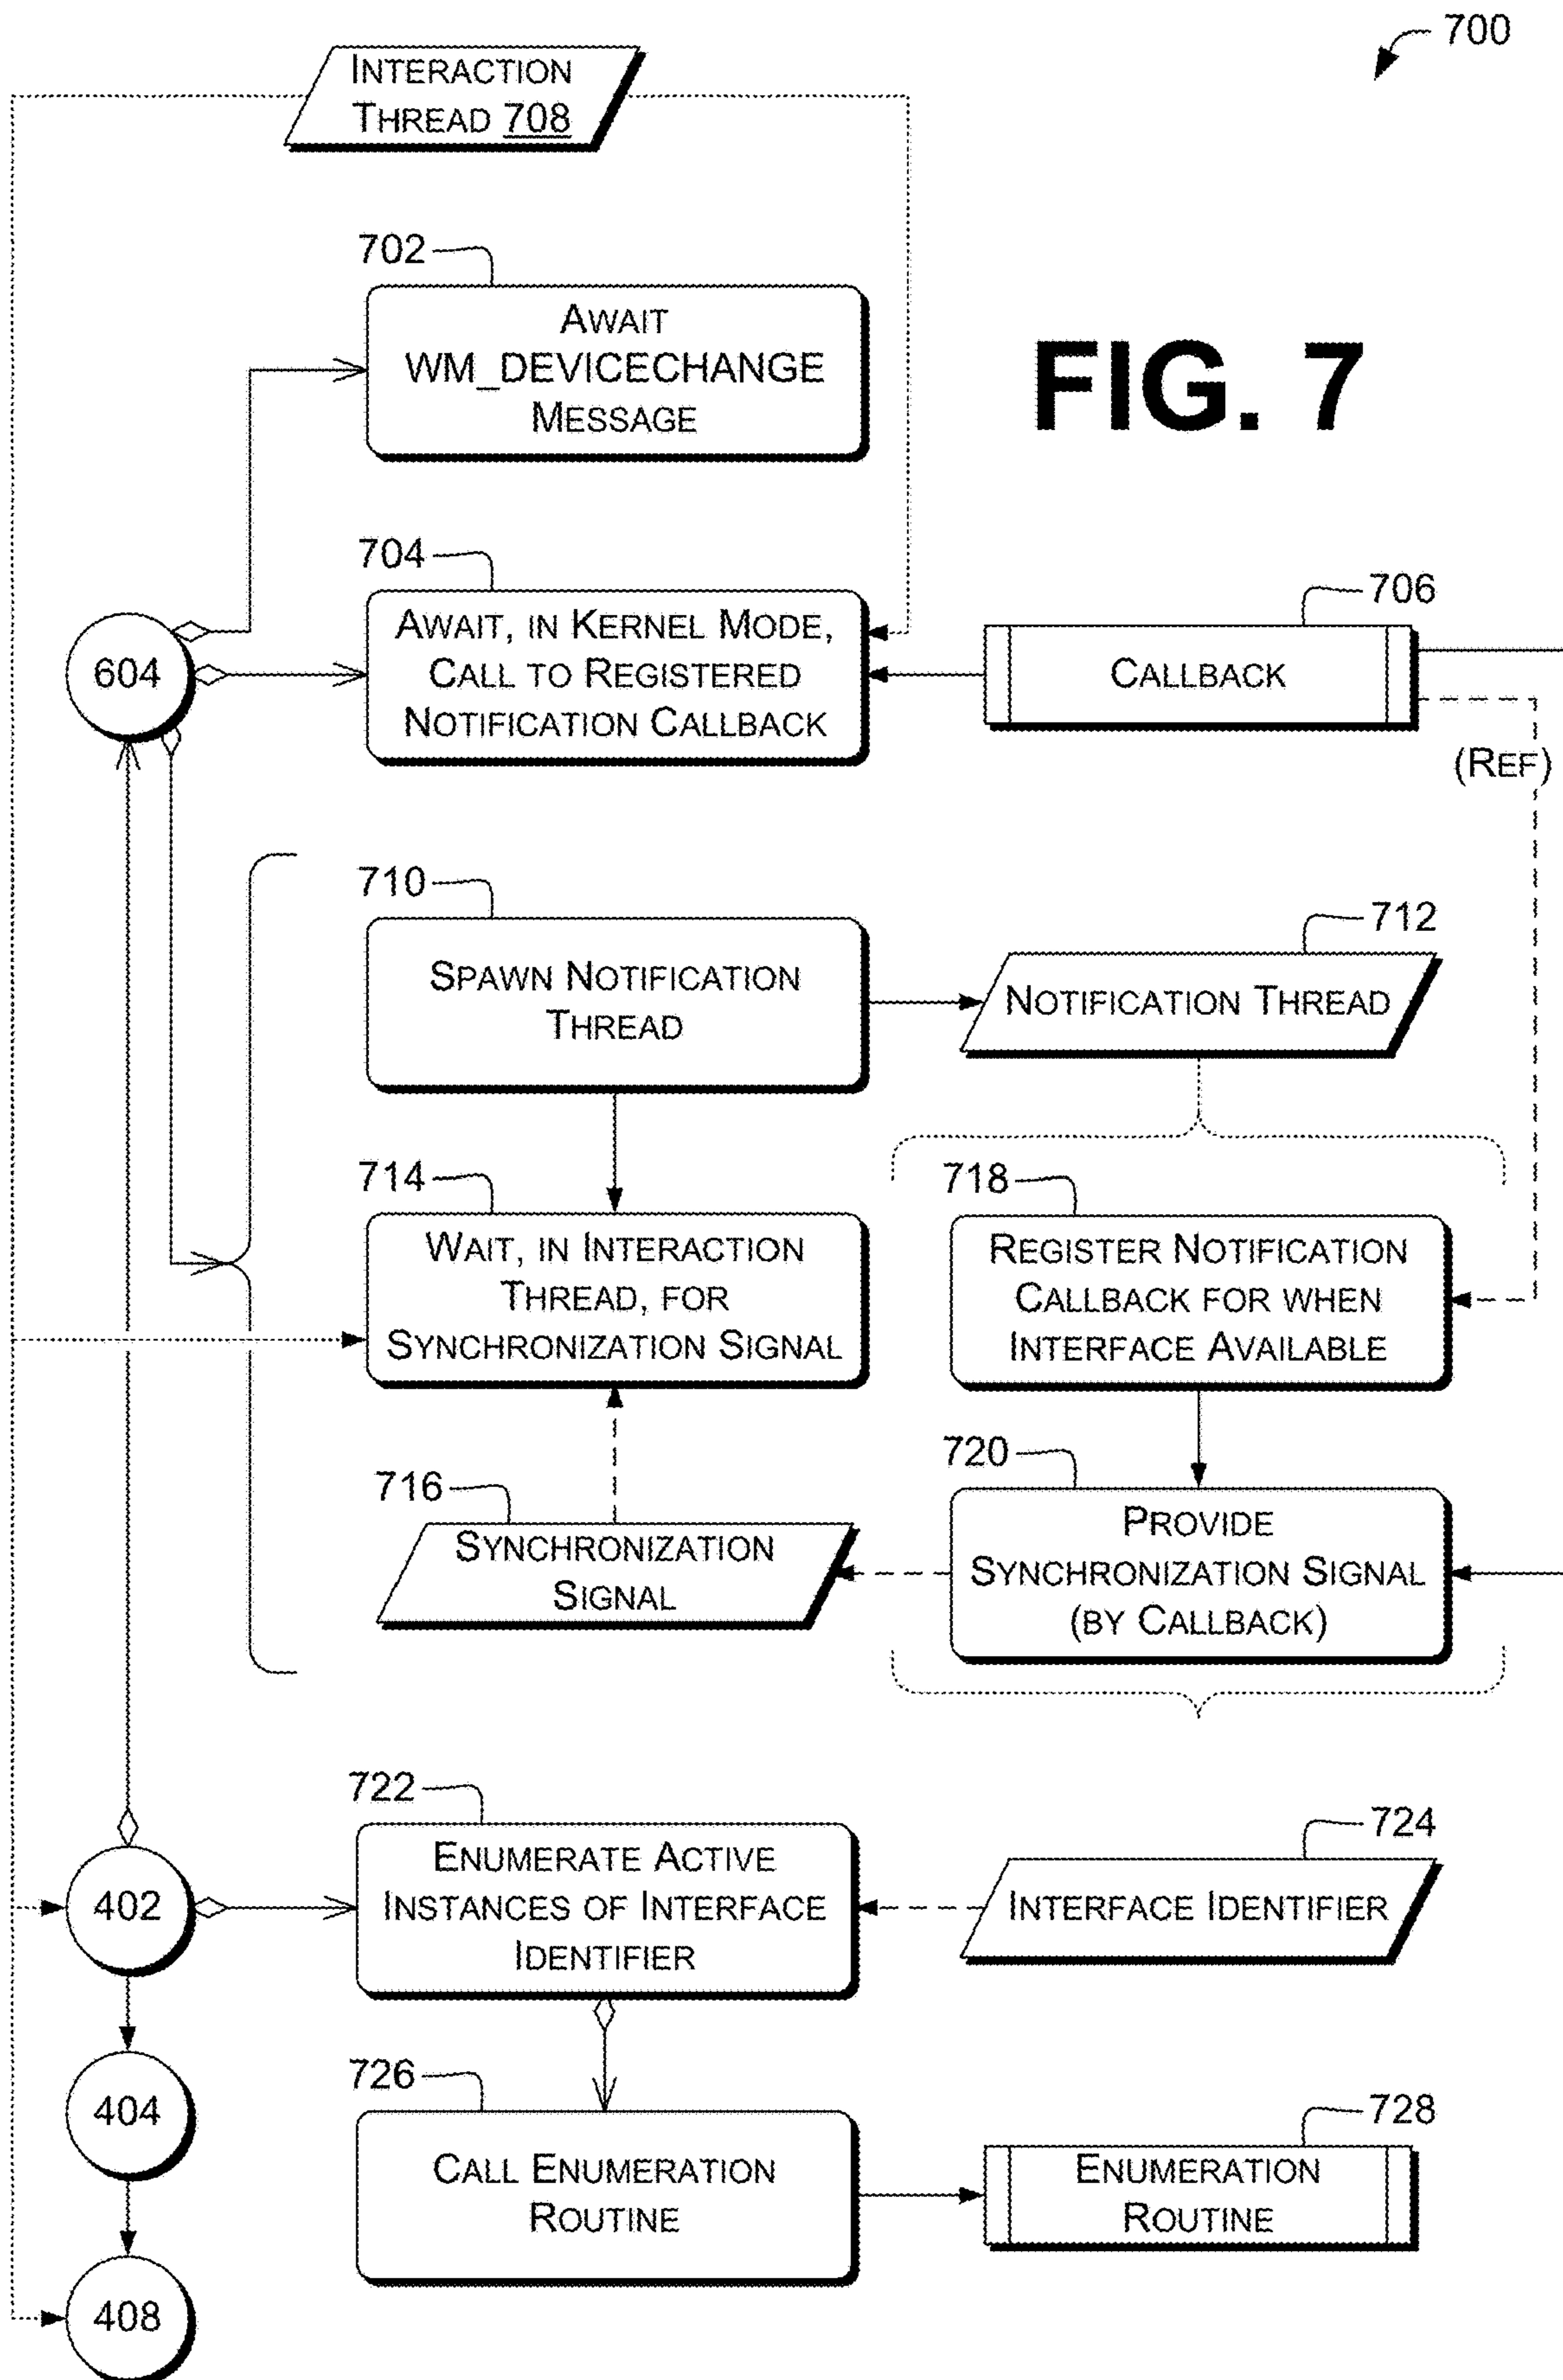 700
INTERACTION
THREAD 708
702
AWAIT
WM_DEVICECHANGE
MESSAGE
FIG. 7
704
AWAIT, IN KERNEL MODE,
CALL TO REGISTERED
NOTIFICATION CALLBACK
706
CALLBACK
604
(REF)
710
SPAWN NOTIFICATION
THREAD
712
NOTIFICATION THREAD
714
WAIT, IN INTERACTION
THREAD, FOR
SYNCHRONIZATION SIGNAL
718
REGISTER NOTIFICATION
CALLBACK FOR WHEN
INTERFACE AVAILABLE
716
SYNCHRONIZATION
SIGNAL
720
PROVIDE
SYNCHRONIZATION SIGNAL
(BY CALLBACK)
722
ENUMERATE ACTIVE
INSTANCES OF INTERFACE
IDENTIFIER
724
INTERFACE IDENTIFIER
402
404
726
CALL ENUMERATION
ROUTINE
728
ENUMERATION
ROUTINE
408